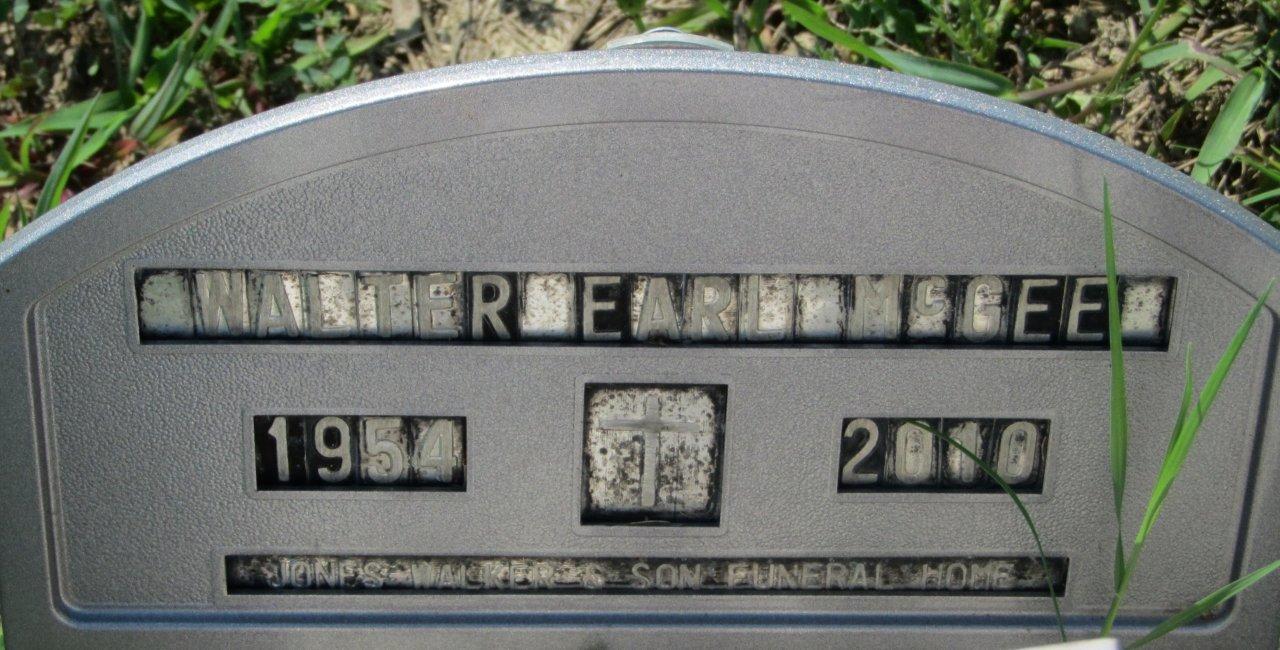 WALTER EARL McGEE
1954 2010
JONES-WALKER & SON FUNERAL HOME